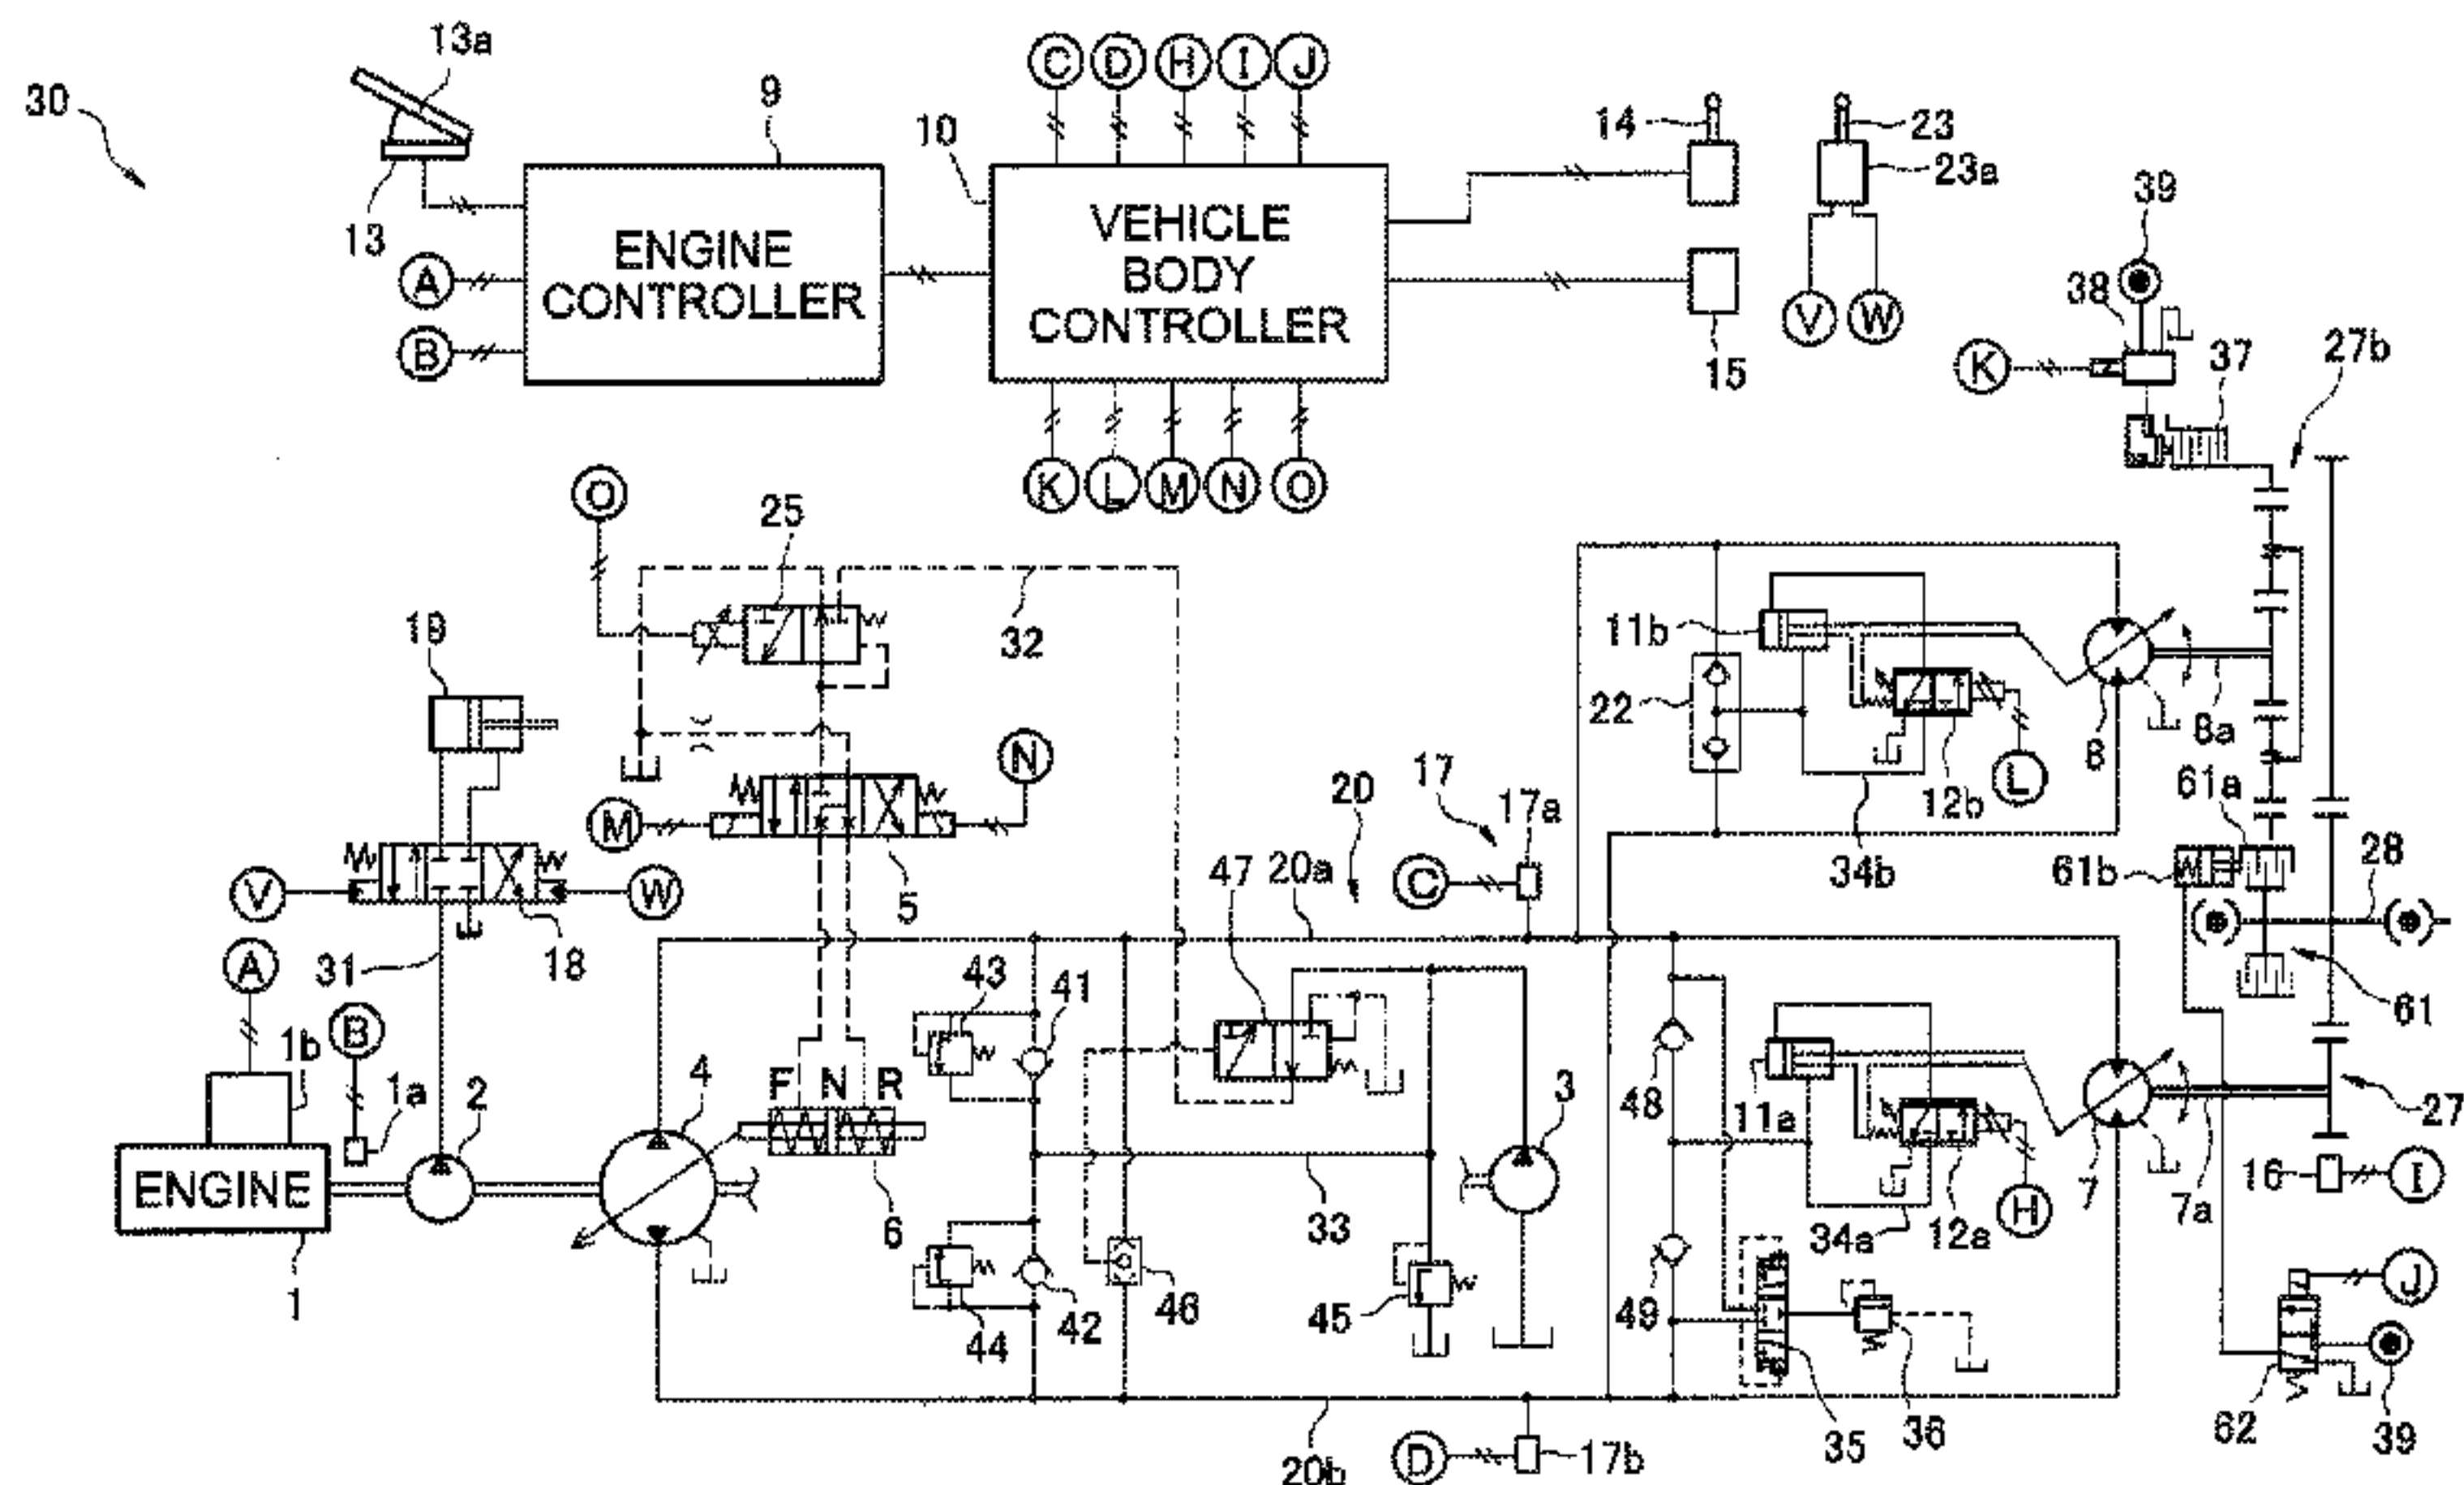 13a
C D H I J
30
9
10
14
23
23a
39
13
ENGINE
CONTROLLER
VEHICLE
BODY
CONTROLLER
A
B
V W
15
38
K
37
27b
K L M N O
O
25
32
11b
22
8
8a
12b
L
34b
19
M
N
5
17
17a
20
20a
47
C
61a
61b
28
61
V
W
18
31
A
B
1b
1a
2
4
F N R
6
43
41
44
42
46
33
45
3
48
49
11a
34a
12a
H
7
7a
27
16
I
J
62
39
ENGINE
1
20b
D
17b
35
36